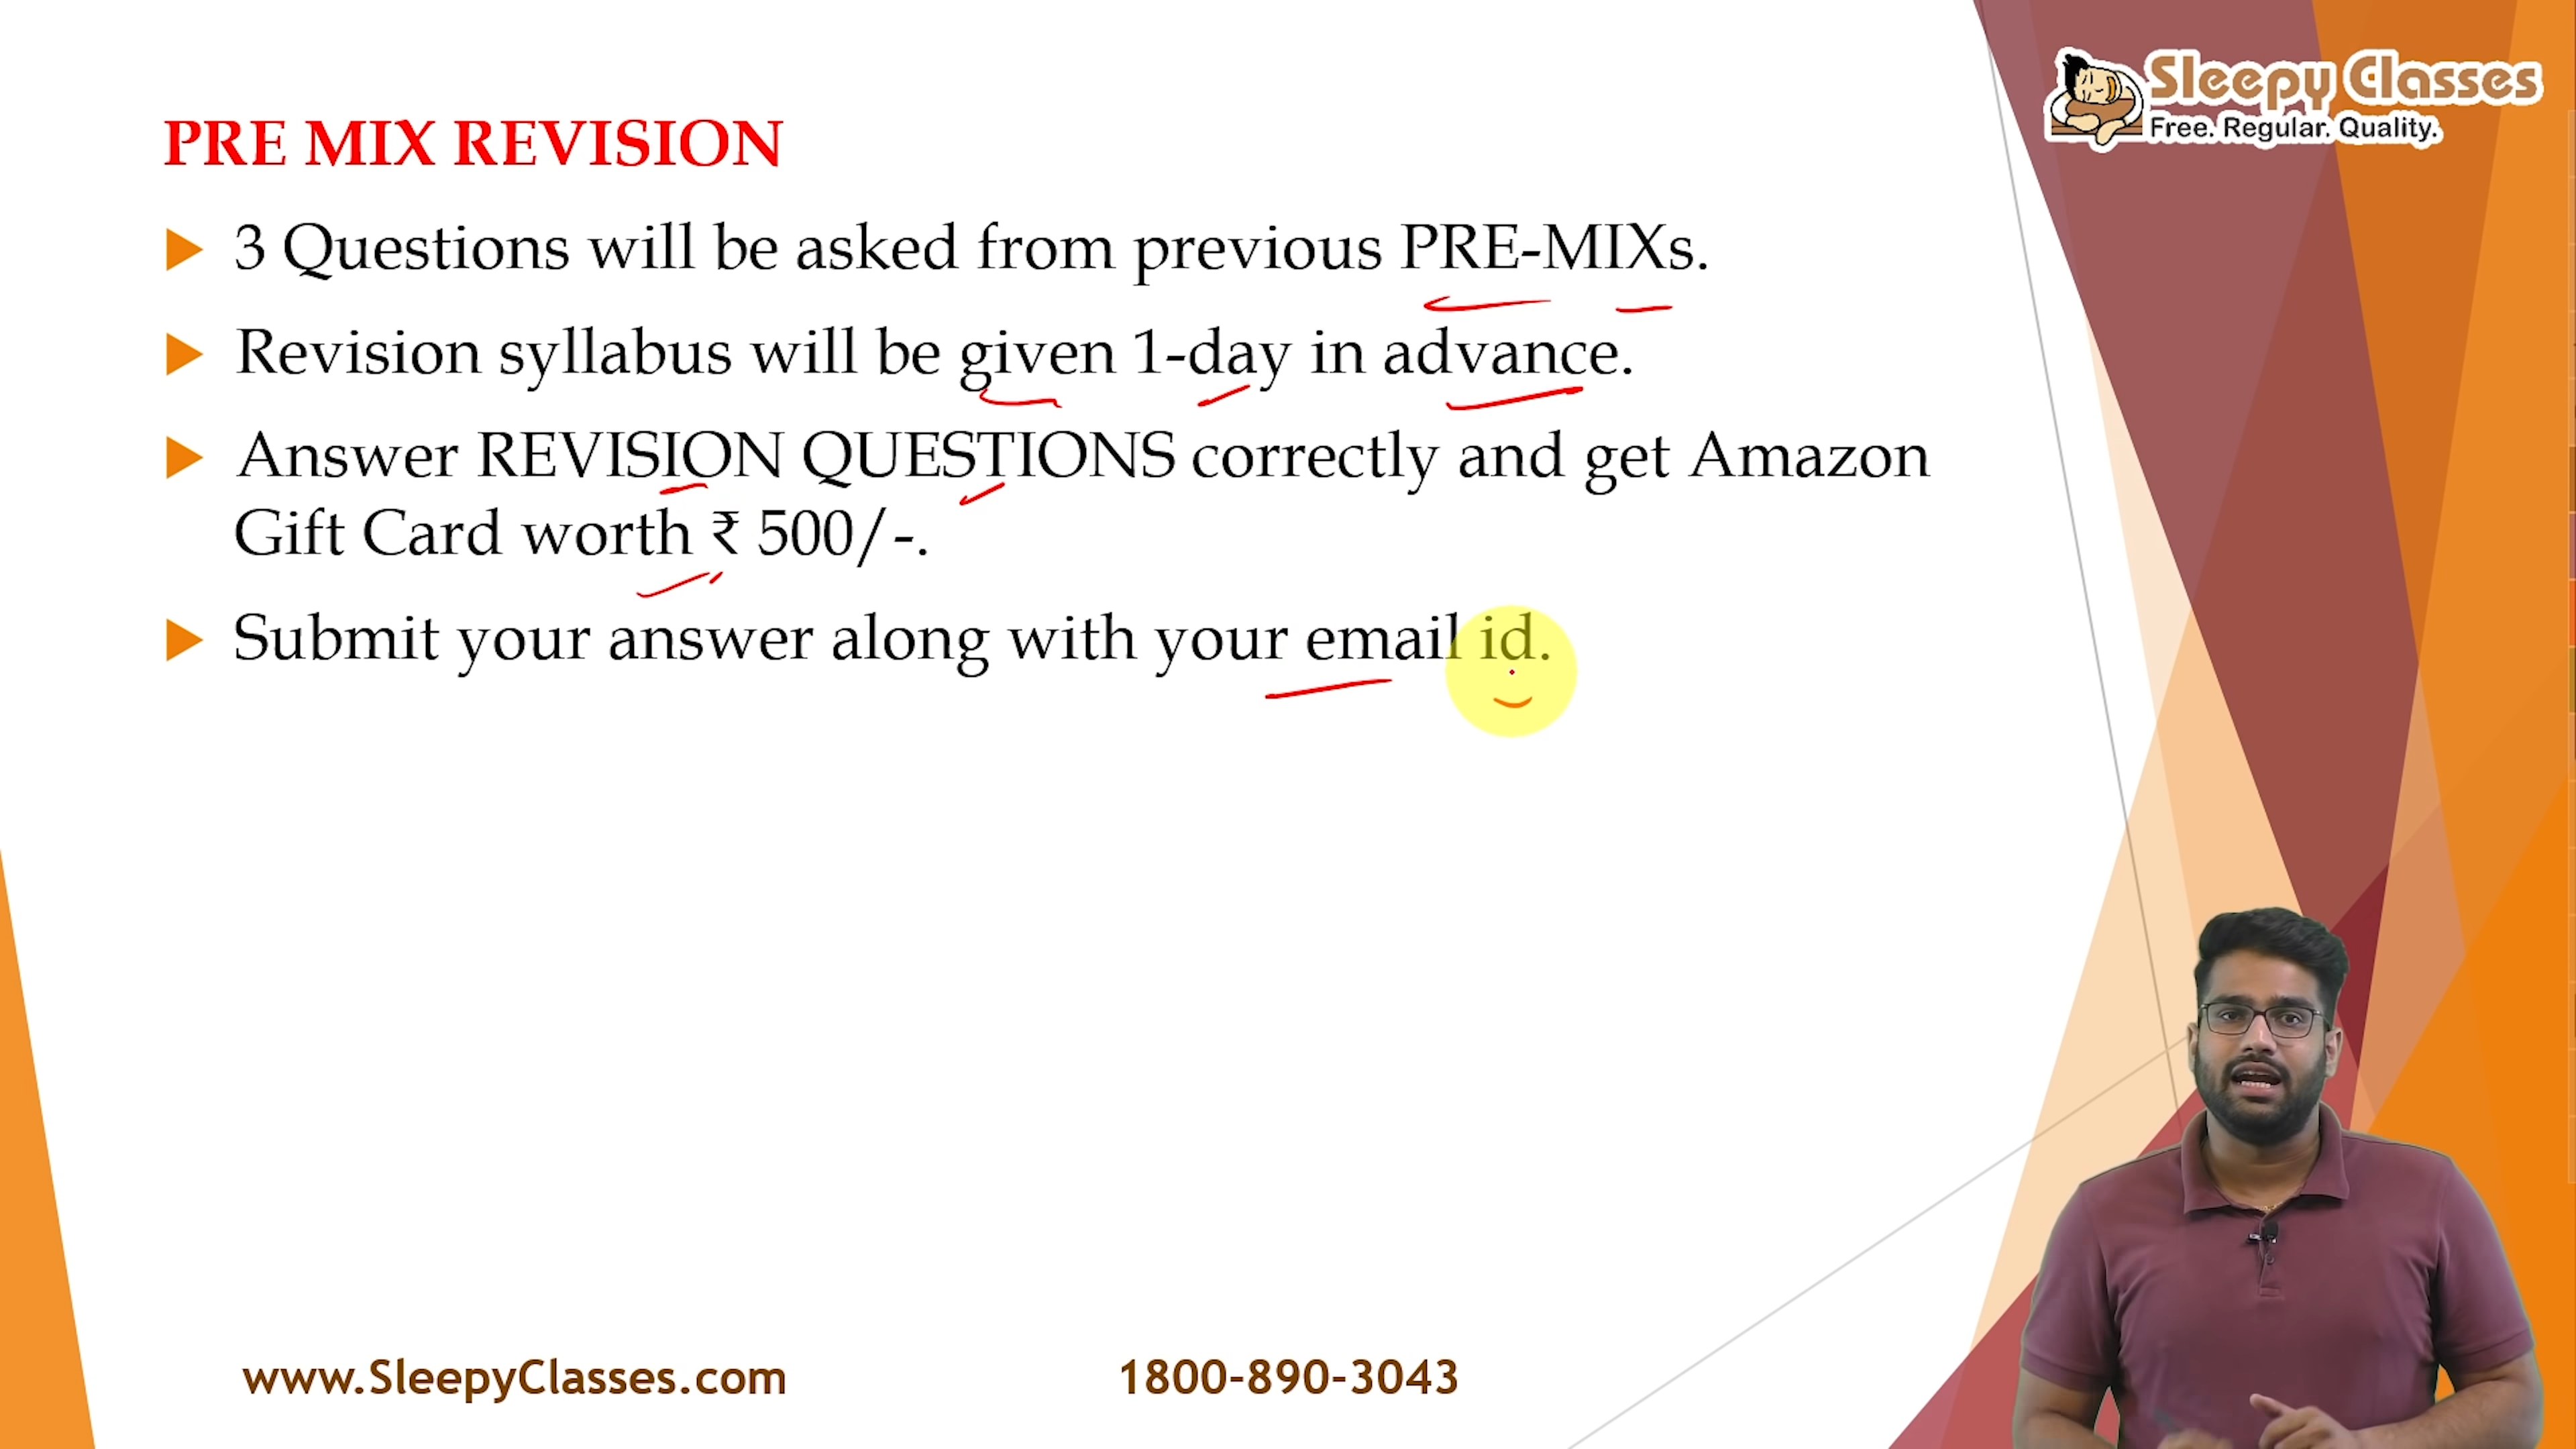 Sleepy Classes
Free. Regular. Quality.
PRE MIX REVISION
3 Questions will be asked from previous PRE-MIXs.
Revision syllabus will be given 1-day in advance.
Answer REVISION QUESTIONS correctly and get Amazon
Gift Card worth ₹ 500/-.
Submit your answer along with your email id.
www.SleepyClasses.com
1800-890-3043